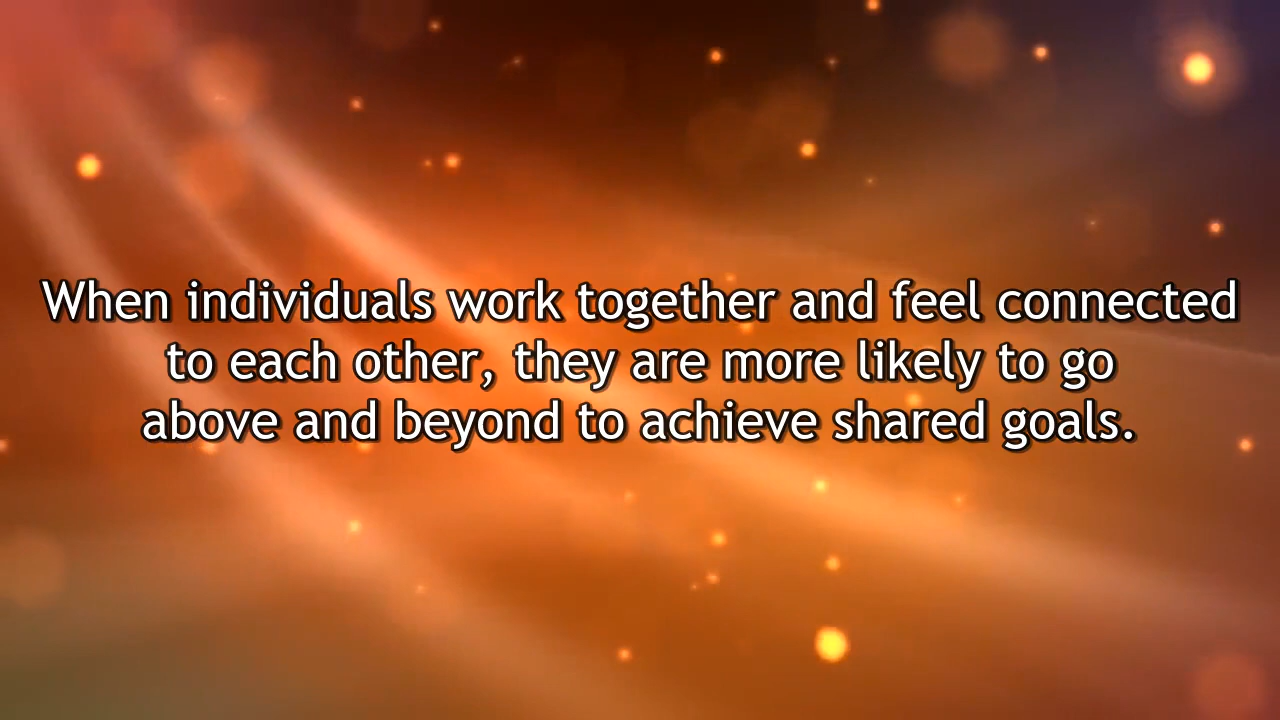 When individuals work together and feel connected
to each other, they are more likely to go
above and beyond to achieve shared goals.